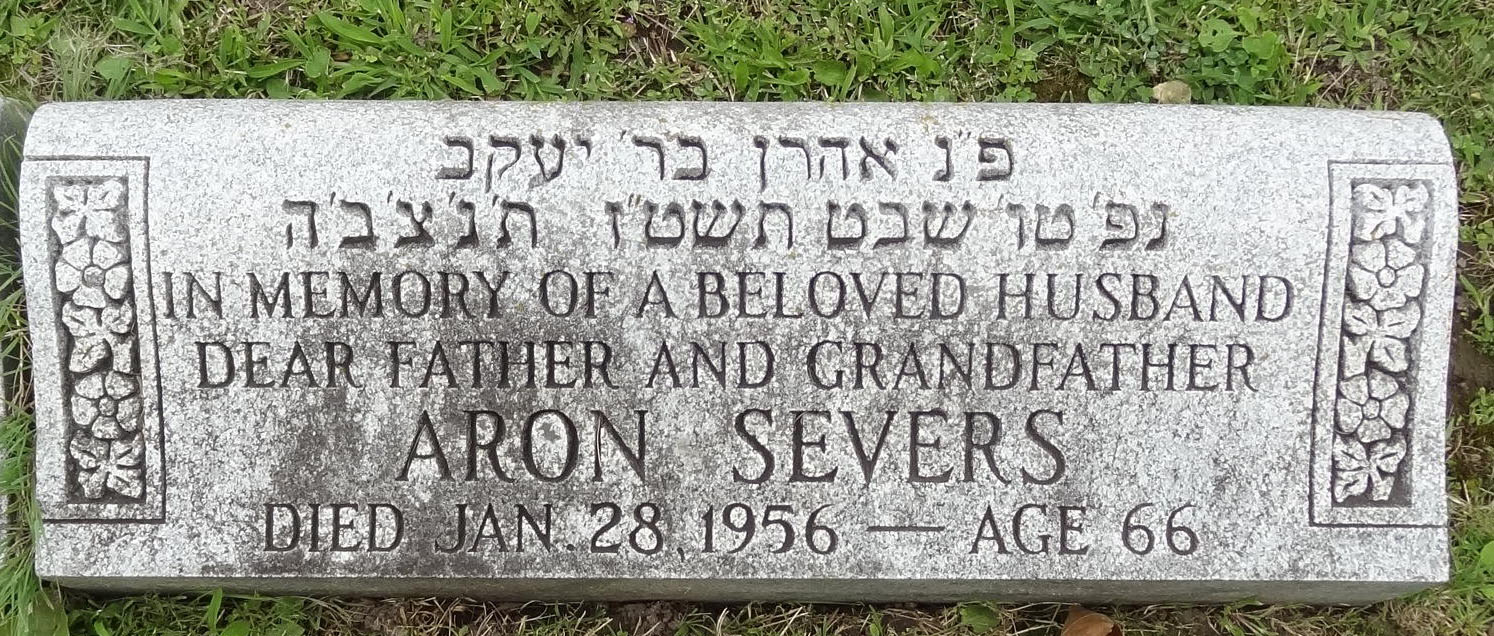 פ"נ אהרן בר' יעקב
נפ' טו' שבט תשט"ז ת'נ'צ'ב'ה
IN MEMORY OF A BELOVED HUSBAND
DEAR FATHER AND GRANDFATHER
ARON SEVERS
DIED JAN. 28, 1956 — AGE 66